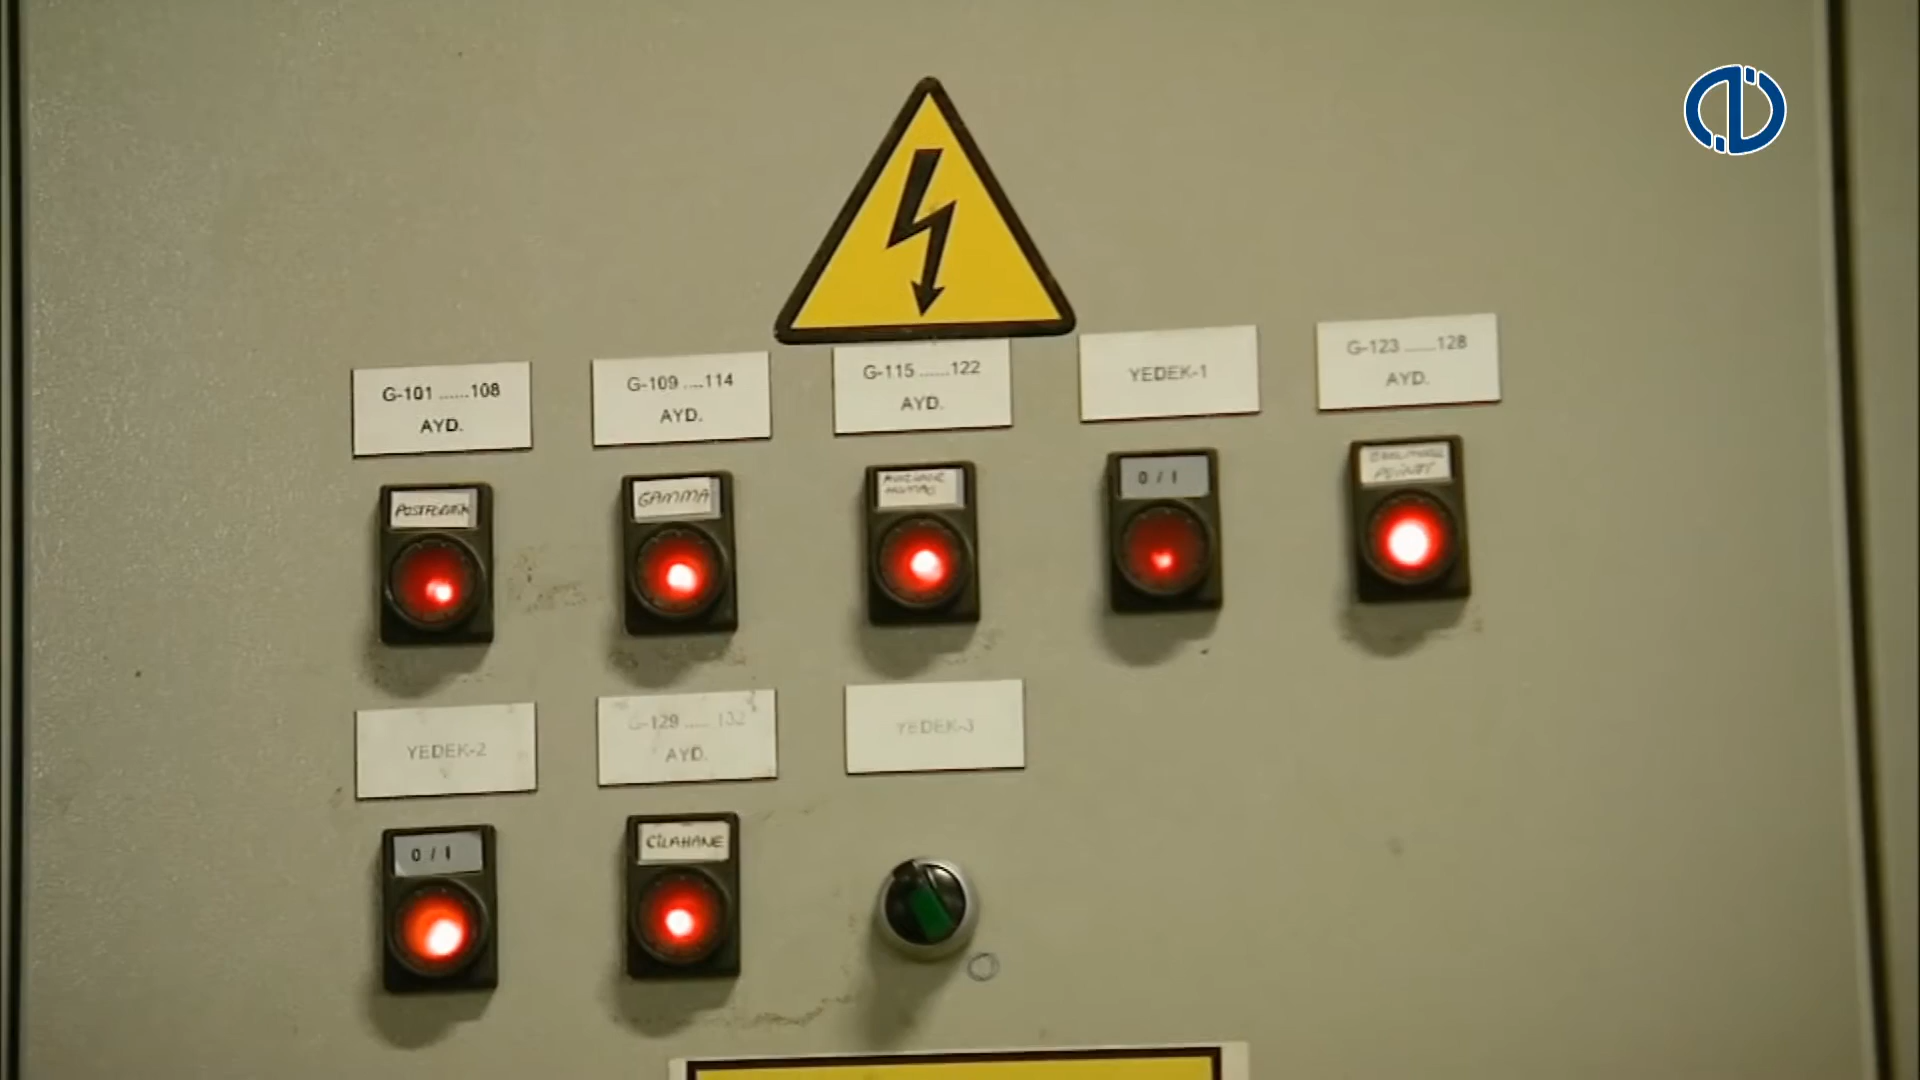 G-101 ......108
AYD.
G-109 ....114
AYD.
G-115 ......122
AYD.
YEDEK-1
G-123 ......128
AYD.
GAMMA
0 / I
YEDEK-2
G-129 ..... 132
AYD.
YEDEK-3
0 / I
CİLAHANE